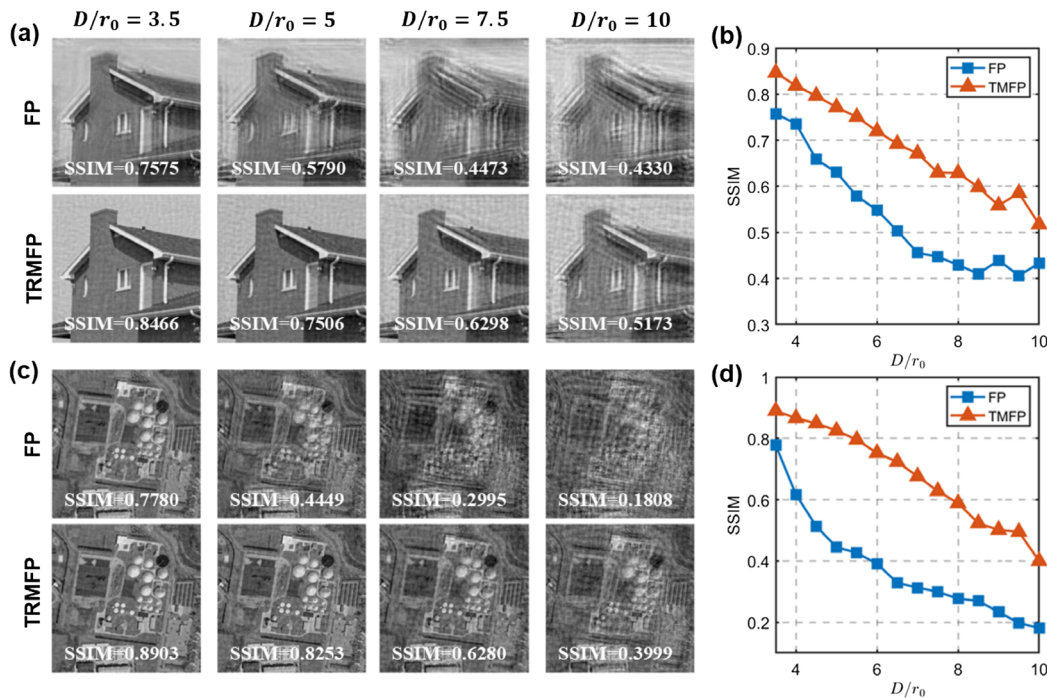 D/r₀ = 3.5 D/r₀ = 5 D/r₀ = 7.5 D/r₀ = 10
(a)
FP
SSIM=0.7575 SSIM=0.5790 SSIM=0.4473 SSIM=0.4330
TRMFP
SSIM=0.8466 SSIM=0.7506 SSIM=0.6298 SSIM=0.5173
(b)
0.9
0.8
0.7
0.6
0.5
0.4
0.3
SSIM
FP
TMFP
4 6 8 10
D/r₀
(c)
FP
SSIM=0.7780 SSIM=0.4449 SSIM=0.2995 SSIM=0.1808
TRMFP
SSIM=0.8903 SSIM=0.8253 SSIM=0.6280 SSIM=0.3999
(d)
1
0.8
0.6
0.4
0.2
SSIM
FP
TMFP
4 6 8 10
D/r₀